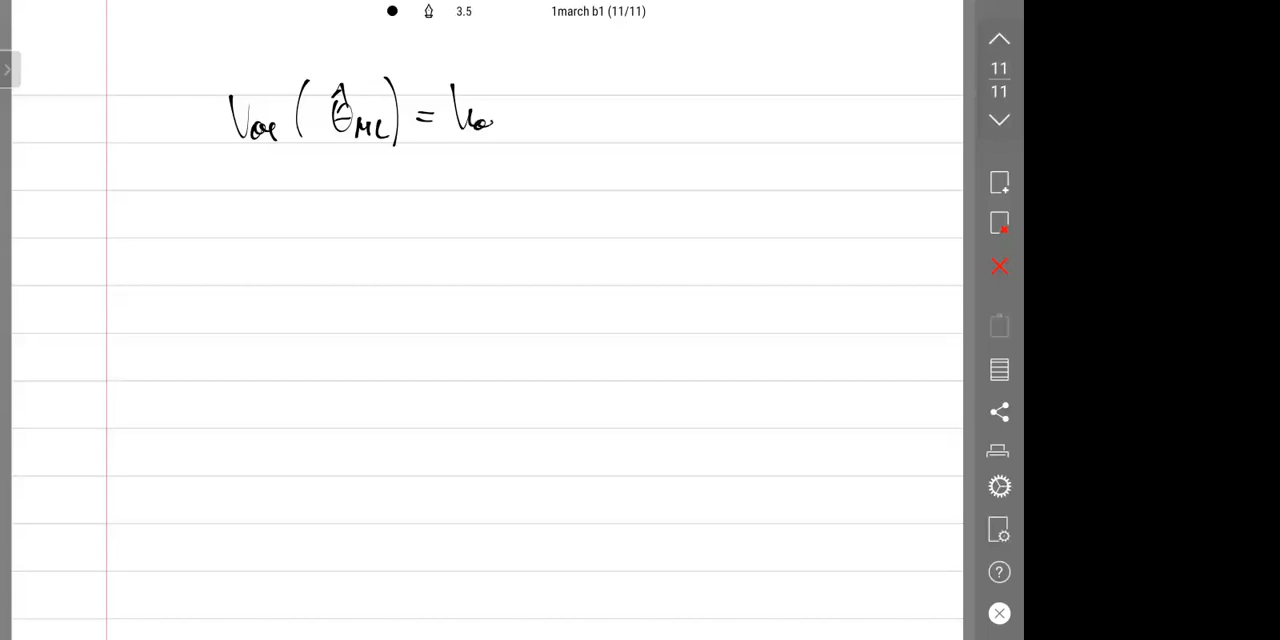 3.5 1march b1 (11/11)
11
11
Var ( θ̂ML) = Va